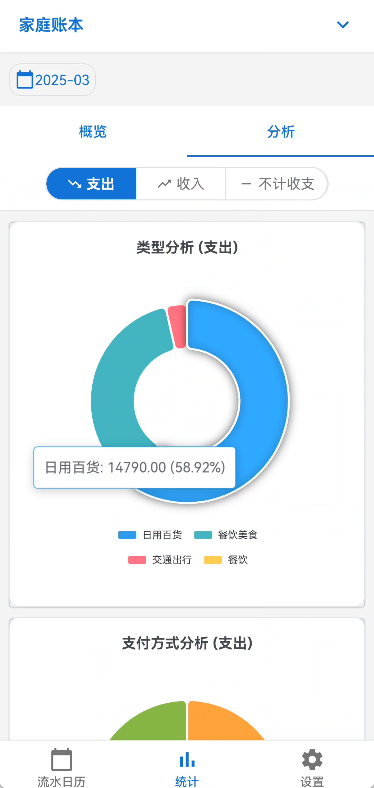 家庭账本
2025-03
概览 分析
支出 收入 不计收支
类型分析 (支出)
日用百货: 14790.00 (58.92%)
日用百货 餐饮美食
交通出行 餐饮
支付方式分析 (支出)
流水日历 统计 设置